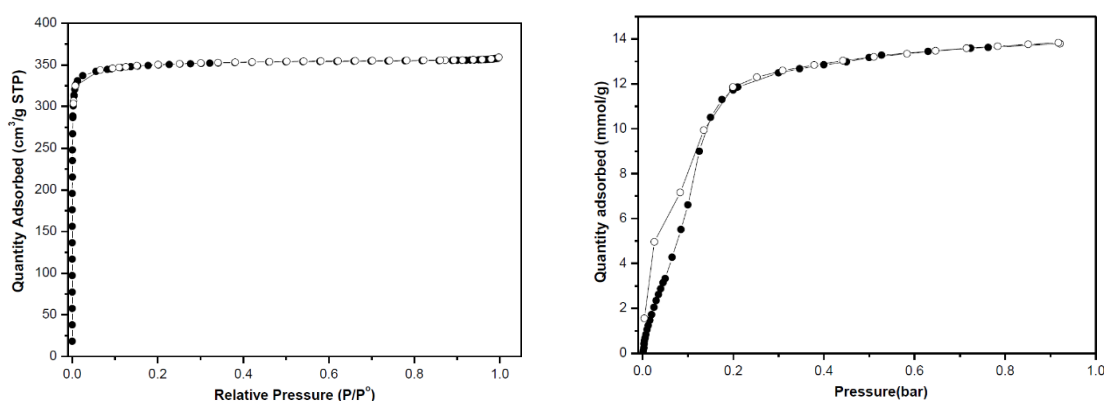 400
350
300
250
200
150
100
50
0
Quantity Adsorbed (cm³/g STP)
0.0 0.2 0.4 0.6 0.8 1.0
Relative Pressure (P/Pº)
14
12
10
8
6
4
2
0
Quantity adsorbed (mmol/g)
0.0 0.2 0.4 0.6 0.8 1.0
Pressure(bar)